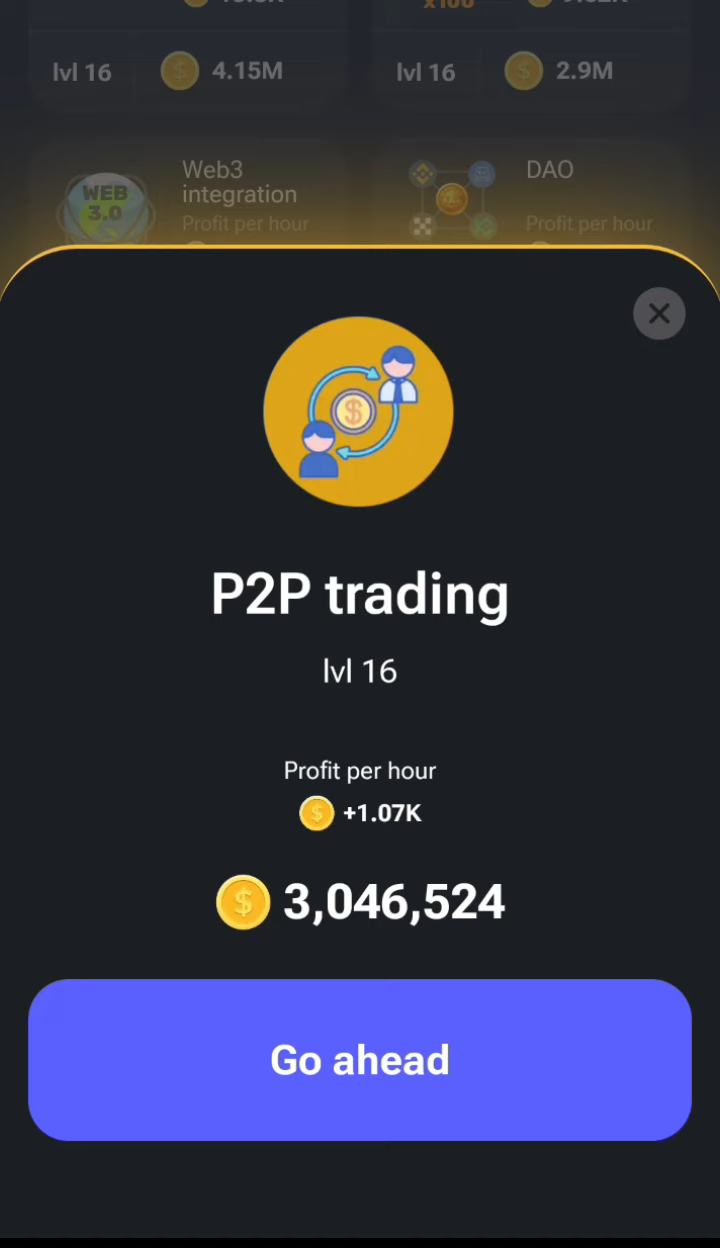 x100
lvl 16
4.15M
lvl 16
2.9M
WEB
3.0
Web3
integration
Profit per hour
DAO
Profit per hour
P2P trading
lvl 16
Profit per hour
+1.07K
3,046,524
Go ahead